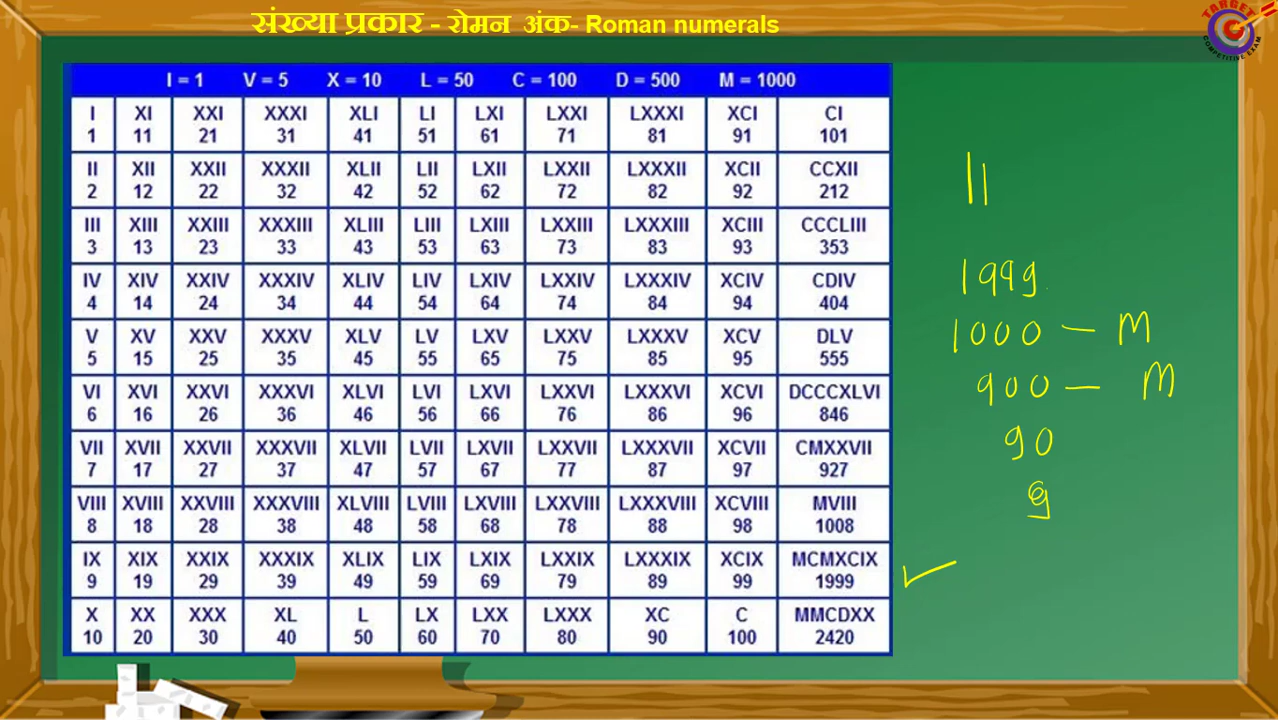 संख्या प्रकार - रोमन अंक- Roman numerals
TARGET
COMPETITIVE EXAM
I = 1 V = 5 X = 10 L = 50 C = 100 D = 500 M = 1000
I XI XXI XXXI XLI LI LXI LXXI LXXXI XCI CI
1 11 21 31 41 51 61 71 81 91 101
II XII XXII XXXII XLII LII LXII LXXII LXXXII XCII CCXII
2 12 22 32 42 52 62 72 82 92 212
III XIII XXIII XXXIII XLIII LIII LXIII LXXIII LXXXIII XCIII CCCLIII
3 13 23 33 43 53 63 73 83 93 353
IV XIV XXIV XXXIV XLIV LIV LXIV LXXIV LXXXIV XCIV CDIV
4 14 24 34 44 54 64 74 84 94 404
V XV XXV XXXV XLV LV LXV LXXV LXXXV XCV DLV
5 15 25 35 45 55 65 75 85 95 555
VI XVI XXVI XXXVI XLVI LVI LXVI LXXVI LXXXVI XCVI DCCCXLVI
6 16 26 36 46 56 66 76 86 96 846
VII XVII XXVII XXXVII XLVII LVII LXVII LXXVII LXXXVII XCVII CMXXVII
7 17 27 37 47 57 67 77 87 97 927
VIII XVIII XXVIII XXXVIII XLVIII LVIII LXVIII LXXVIII LXXXVIII XCVIII MVIII
8 18 28 38 48 58 68 78 88 98 1008
IX XIX XXIX XXXIX XLIX LIX LXIX LXXIX LXXXIX XCIX MCMXCIX
9 19 29 39 49 59 69 79 89 99 1999
X XX XXX XL L LX LXX LXXX XC C MMCDXX
10 20 30 40 50 60 70 80 90 100 2420
11
1999
1000 — M
900 — M
90
9